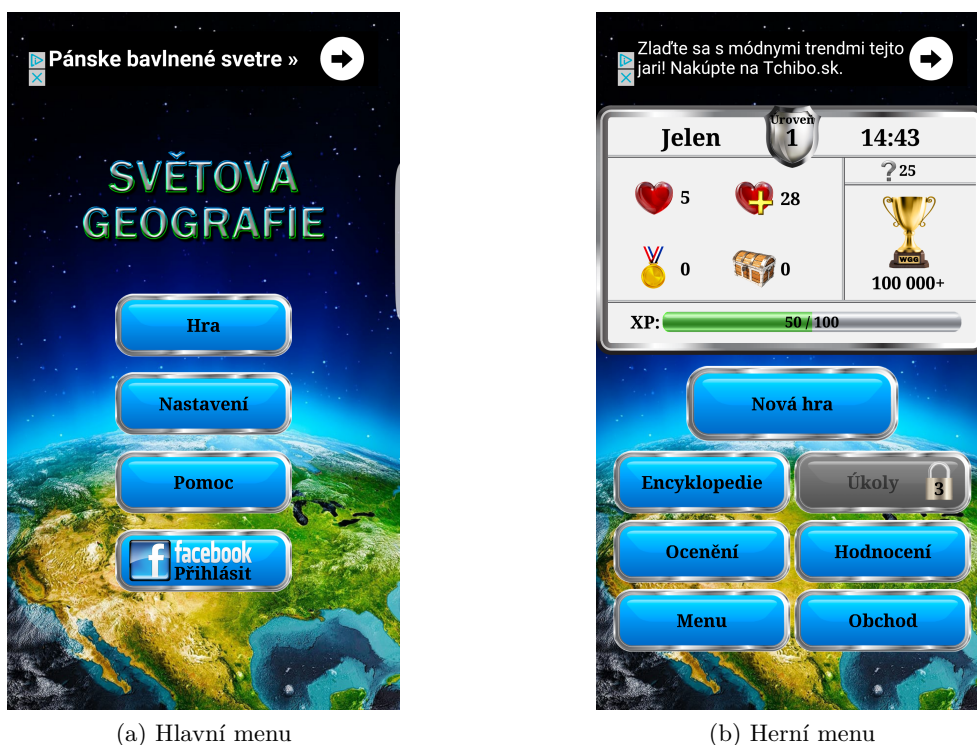 Pánske bavlnené svetre »
SVĚTOVÁ
GEOGRAFIE
Hra
Nastavení
Pomoc
facebook
Přihlásit
(a) Hlavní menu
Zlaďte sa s módnymi trendmi tejto
jari! Nakúpte na Tchibo.sk.
Jelen
Úroveň
1
14:43
5
28
?25
0
0
WGG
100 000+
XP:
50 / 100
Nová hra
Encyklopedie
Úkoly
3
Ocenění
Hodnocení
Menu
Obchod
(b) Herní menu